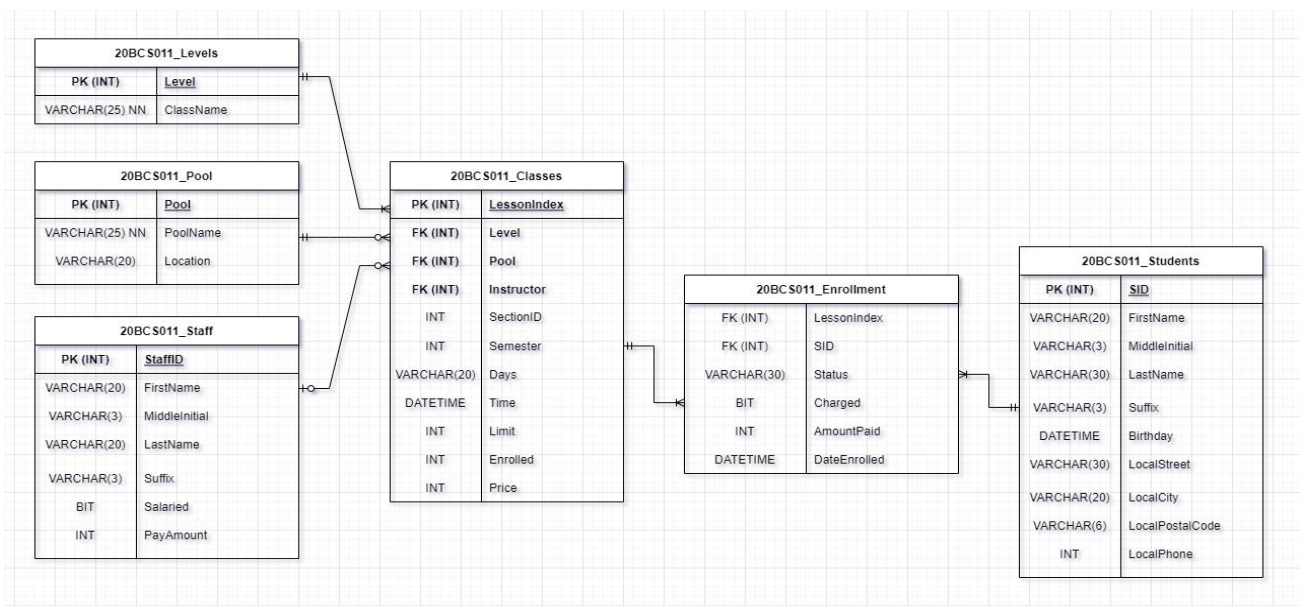 20BCS011_Levels
PK (INT) Level
VARCHAR(25) NN ClassName
20BCS011_Pool
PK (INT) Pool
VARCHAR(25) NN PoolName
VARCHAR(20) Location
20BCS011_Staff
PK (INT) StaffID
VARCHAR(20) FirstName
VARCHAR(3) MiddleInitial
VARCHAR(20) LastName
VARCHAR(3) Suffix
BIT Salaried
INT PayAmount
20BCS011_Classes
PK (INT) LessonIndex
FK (INT) Level
FK (INT) Pool
FK (INT) Instructor
INT SectionID
INT Semester
VARCHAR(20) Days
DATETIME Time
INT Limit
INT Enrolled
INT Price
20BCS011_Enrollment
FK (INT) LessonIndex
FK (INT) SID
VARCHAR(30) Status
BIT Charged
INT AmountPaid
DATETIME DateEnrolled
20BCS011_Students
PK (INT) SID
VARCHAR(20) FirstName
VARCHAR(3) MiddleInitial
VARCHAR(30) LastName
VARCHAR(3) Suffix
DATETIME Birthday
VARCHAR(30) LocalStreet
VARCHAR(20) LocalCity
VARCHAR(6) LocalPostalCode
INT LocalPhone